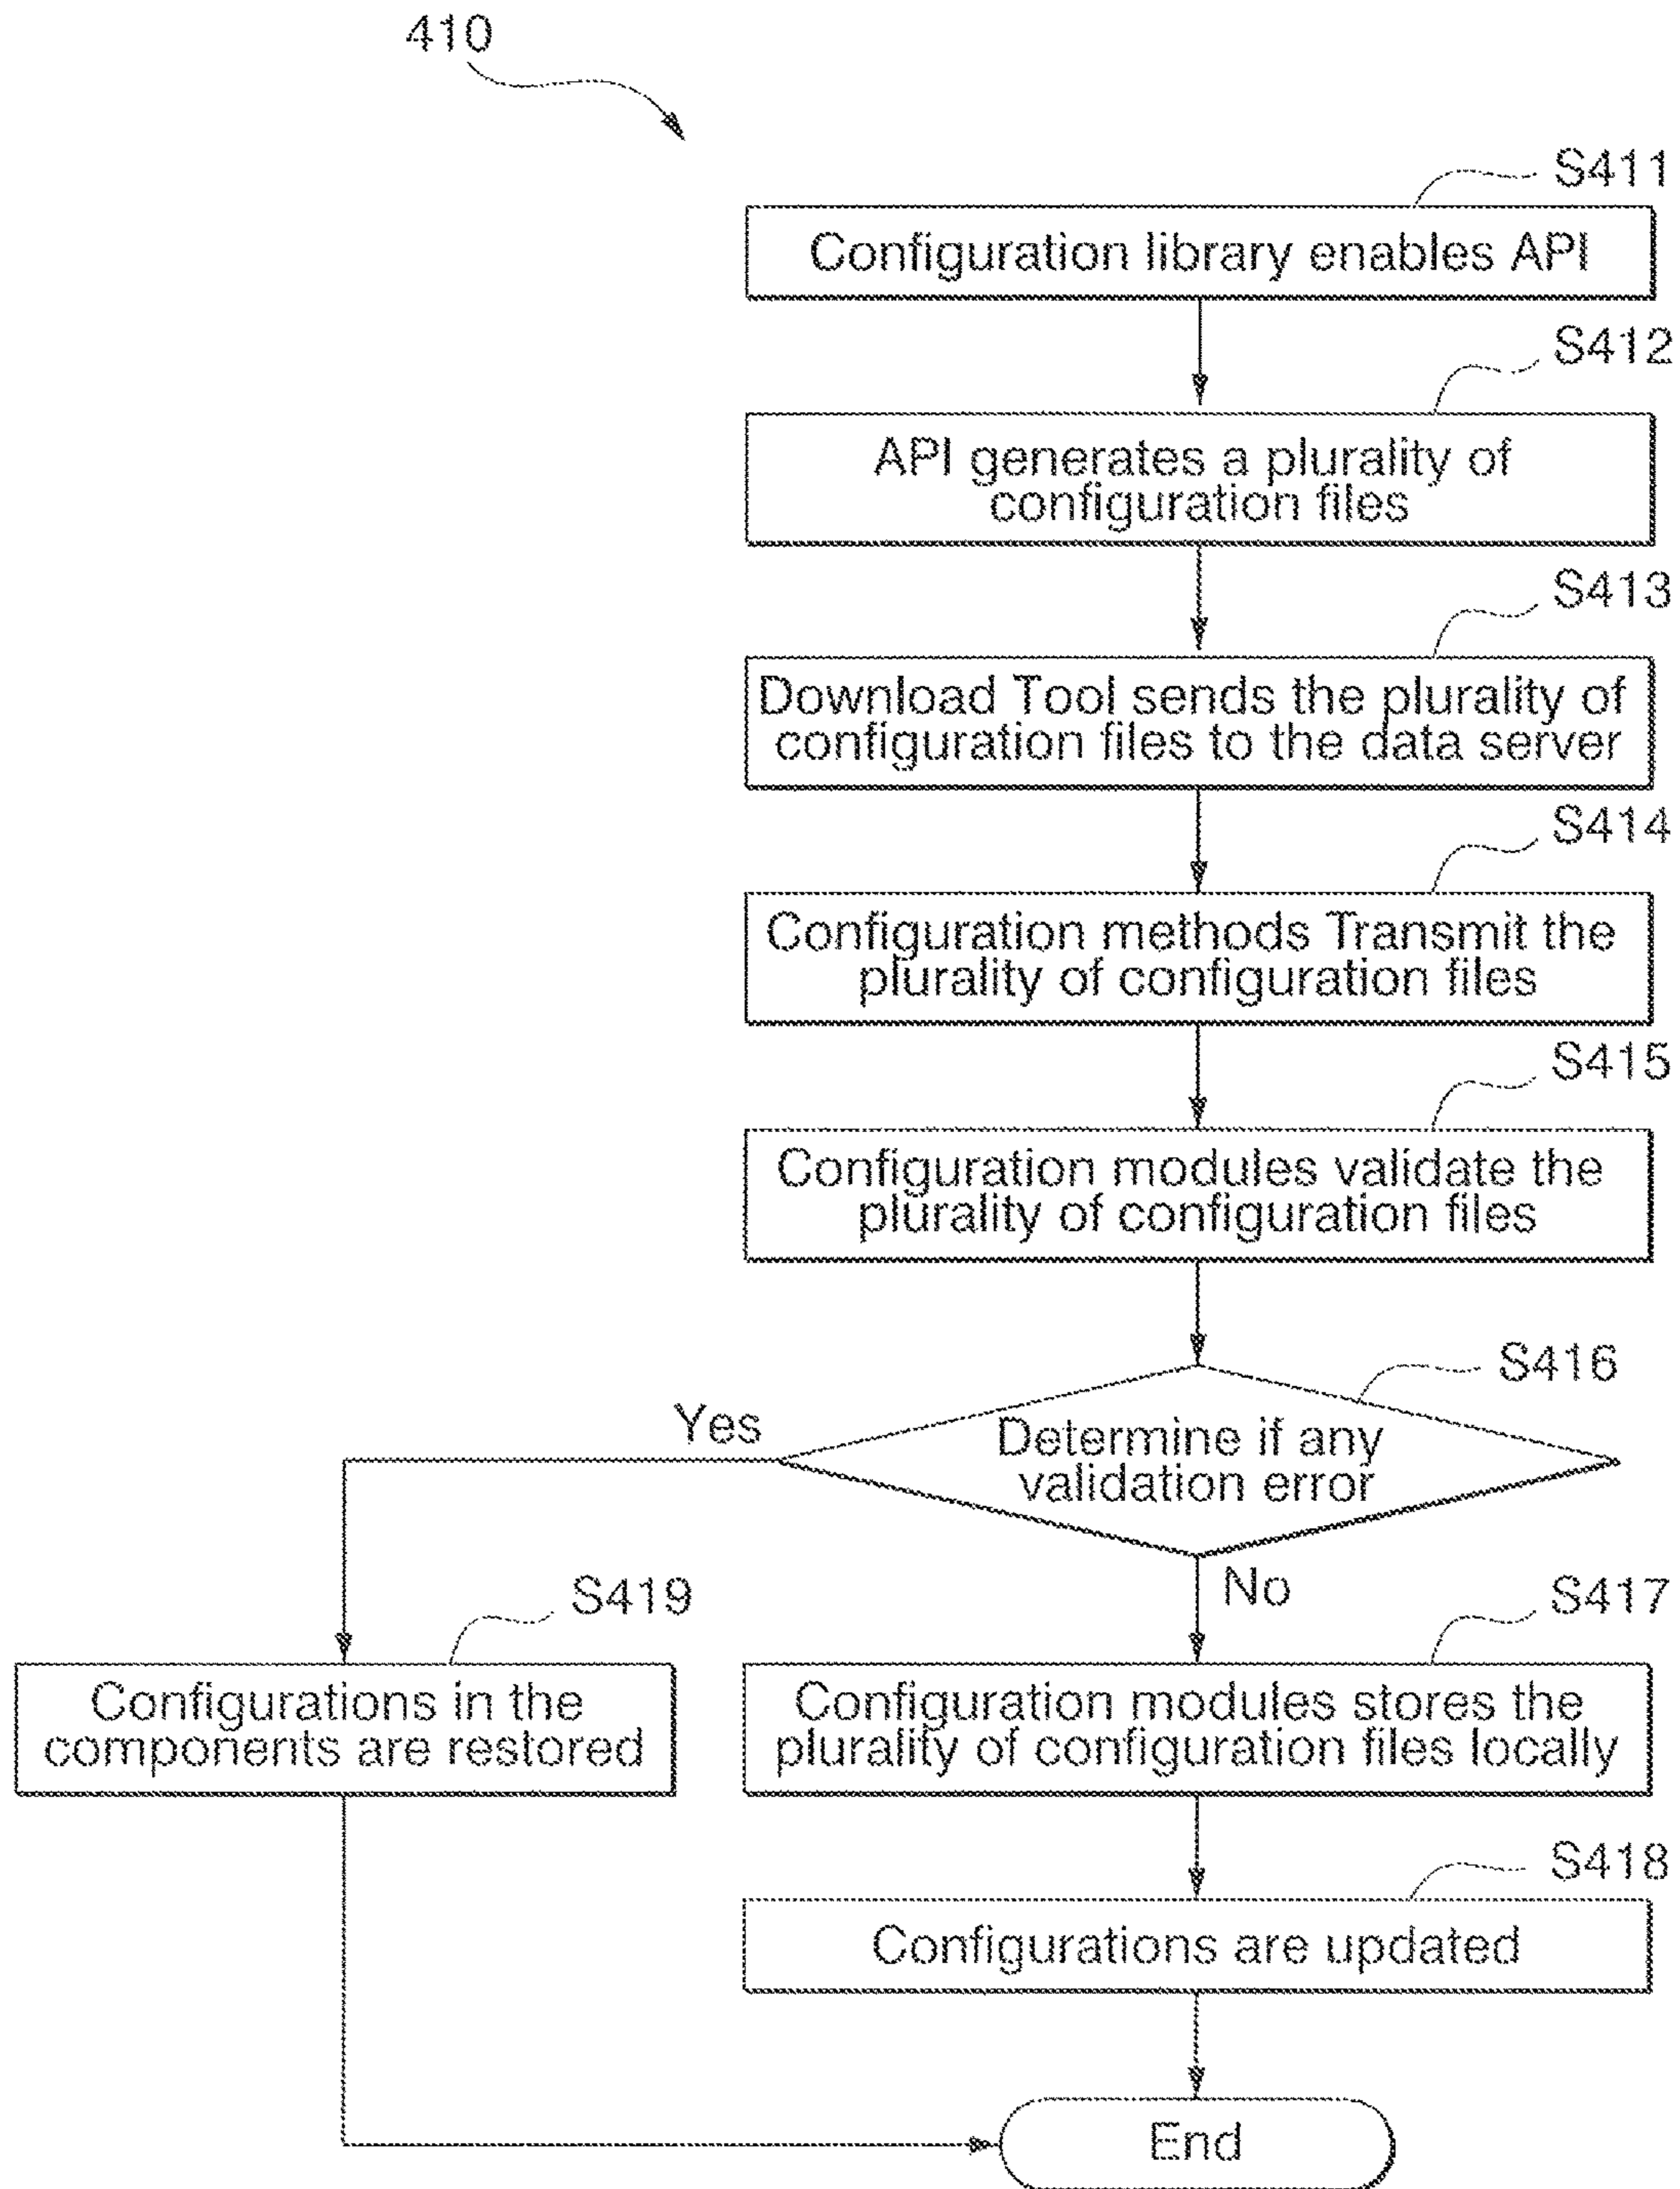 410
S411
Configuration library enables API
S412
API generates a plurality of
configuration files
S413
Download Tool sends the plurality of
configuration files to the data server
S414
Configuration methods Transmit the
plurality of configuration files
S415
Configuration modules validate the
plurality of configuration files
S416
Determine if any
validation error
Yes
No
S419
Configurations in the
components are restored
S417
Configuration modules stores the
plurality of configuration files locally
S418
Configurations are updated
End